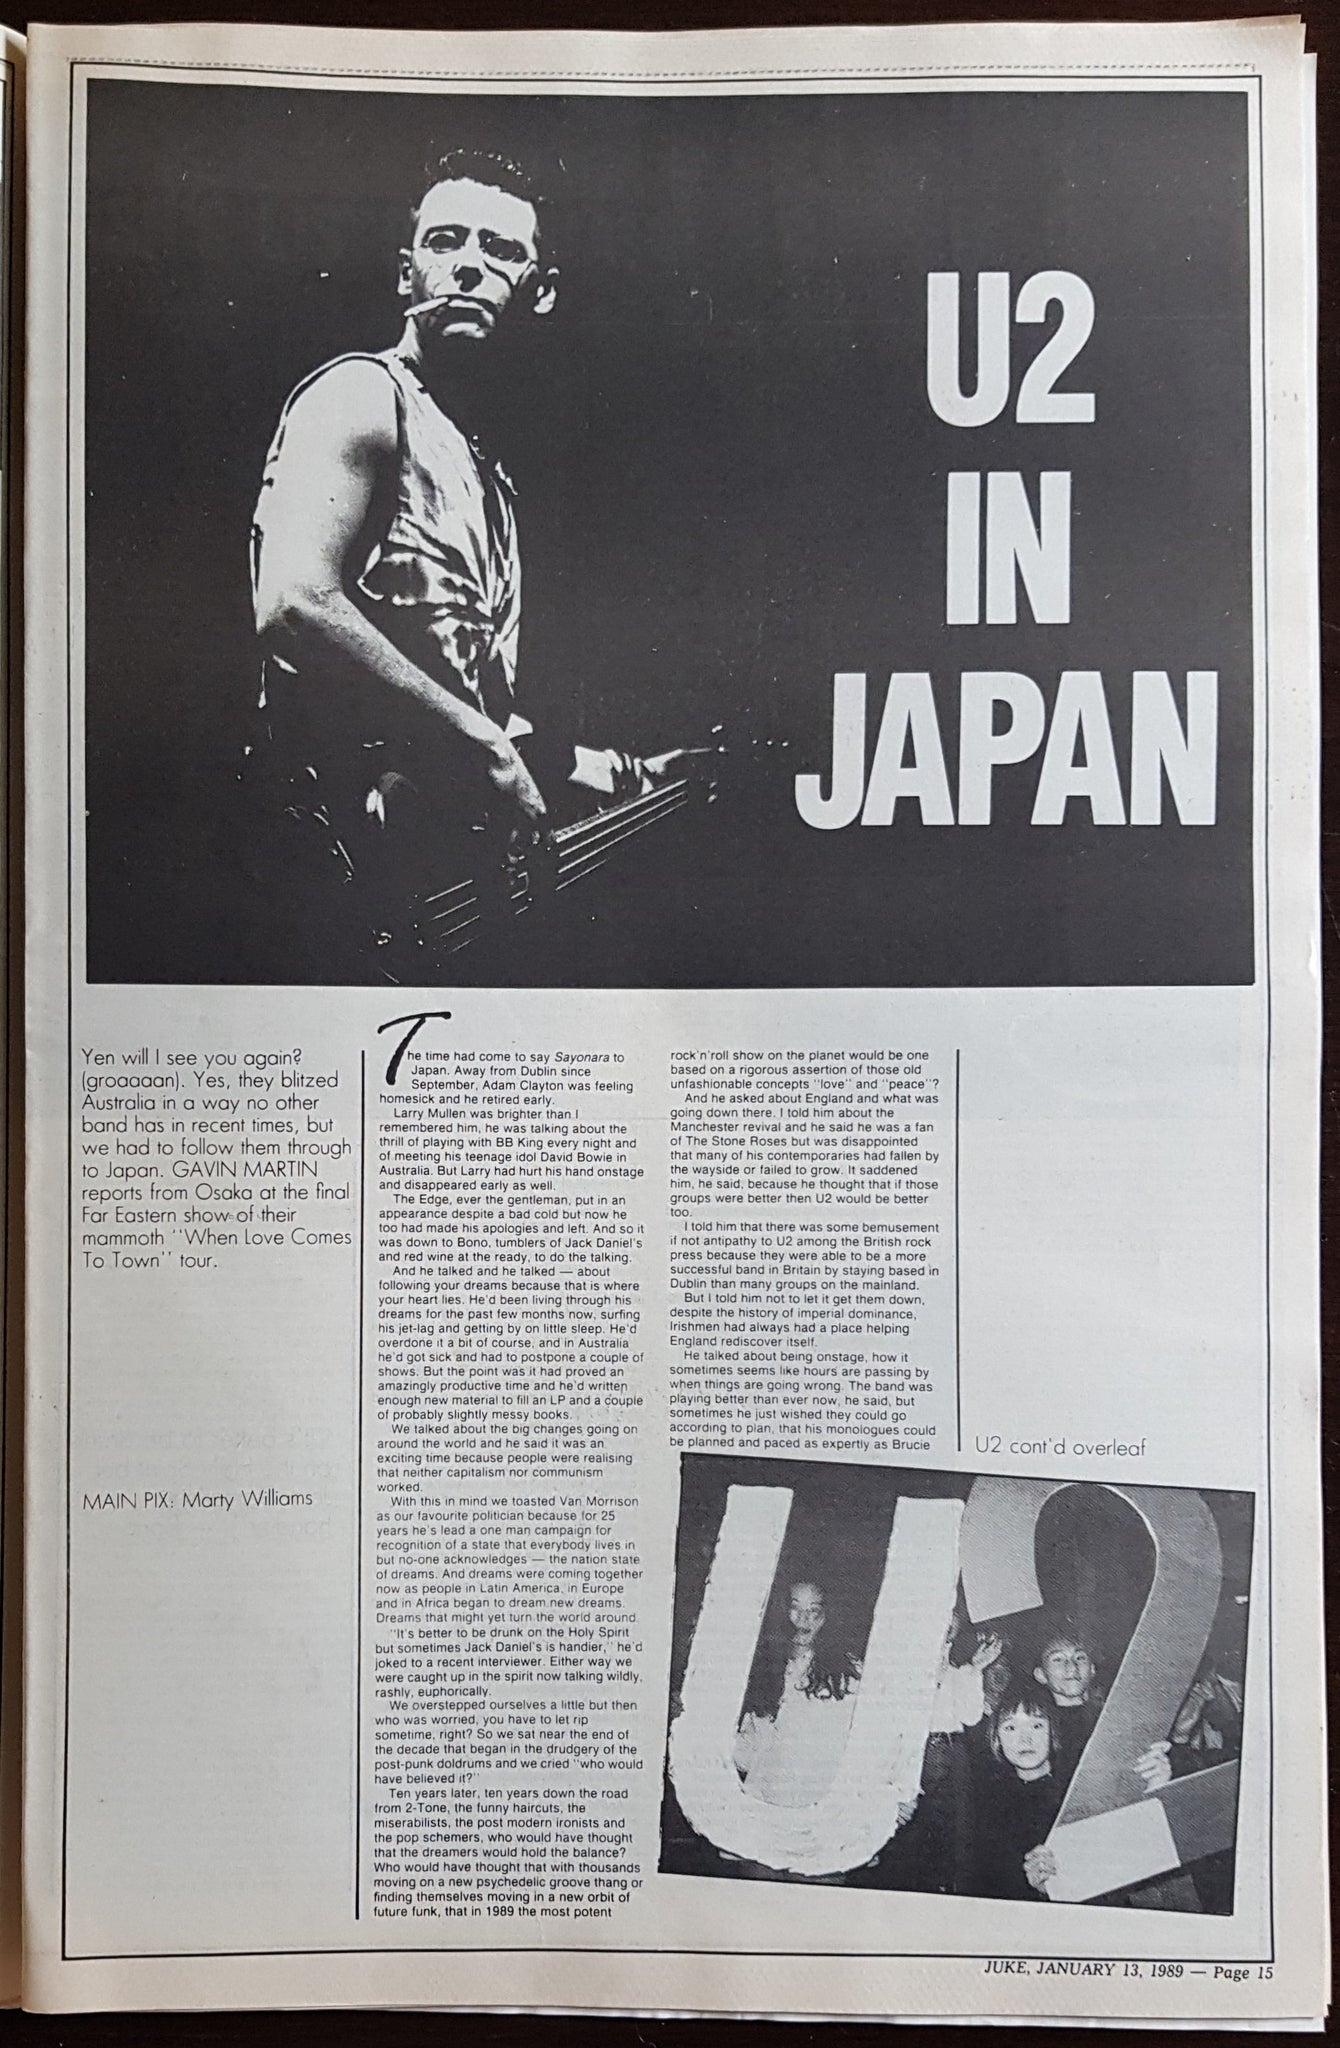 U2
IN
JAPAN
Yen will I see you again?
(groaaaan). Yes, they blitzed
Australia in a way no other
band has in recent times, but
we had to follow them through
to Japan. GAVIN MARTIN
reports from Osaka at the final
Far Eastern show of their
mammoth "When Love Comes
To Town" tour.
MAIN PIX: Marty Williams
The time had come to say Sayonara to
Japan. Away from Dublin since
September, Adam Clayton was feeling
homesick and he retired early.
Larry Mullen was brighter than I
remembered him, he was talking about the
thrill of playing with BB King every night and
of meeting his teenage idol David Bowie in
Australia. But Larry had hurt his hand onstage
and disappeared early as well.
The Edge, ever the gentleman, put in an
appearance despite a bad cold but now he
too had made his apologies and left. And so it
was down to Bono, tumblers of Jack Daniel's
and red wine at the ready, to do the talking.
And he talked and he talked — about
following your dreams because that is where
your heart lies. He'd been living through his
dreams for the past few months now, surfing
his jet-lag and getting by on little sleep. He'd
overdone it a bit of course, and in Australia
he'd got sick and had to postpone a couple of
shows. But the point was it had proved an
amazingly productive time and he'd written
enough new material to fill an LP and a couple
of probably slightly messy books.
We talked about the big changes going on
around the world and he said it was an
exciting time because people were realising
that neither capitalism nor communism
worked.
With this in mind we toasted Van Morrison
as our favourite politician because for 25
years he's lead a one man campaign for
recognition of a state that everybody lives in
but no-one acknowledges — the nation state
of dreams. And dreams were coming together
now as people in Latin America, in Europe
and in Africa began to dream new dreams.
Dreams that might yet turn the world around.
"It's better to be drunk on the Holy Spirit
but sometimes Jack Daniel's is handier," he'd
joked to a recent interviewer. Either way we
were caught up in the spirit now talking wildly,
rashly, euphorically.
We overstepped ourselves a little but then
who was worried, you have to let rip
sometime, right? So we sat near the end of
the decade that began in the drudgery of the
post-punk doldrums and we cried "who would
have believed it?"
Ten years later, ten years down the road
from 2-Tone, the funny haircuts, the
miserabilists, the post modern ironists and
the pop schemers, who would have thought
that the dreamers would hold the balance?
Who would have thought that with thousands
moving on a new psychedelic groove thang or
finding themselves moving in a new orbit of
future funk, that in 1989 the most potent
rock'n'roll show on the planet would be one
based on a rigorous assertion of those old
unfashionable concepts "love" and "peace"?
And he asked about England and what was
going down there. I told him about the
Manchester revival and he said he was a fan
of The Stone Roses but was disappointed
that many of his contemporaries had fallen by
the wayside or failed to grow. It saddened
him, he said, because he thought that if those
groups were better then U2 would be better
too.
I told him that there was some bemusement
if not antipathy to U2 among the British rock
press because they were able to be a more
successful band in Britain by staying based in
Dublin than many groups on the mainland.
But I told him not to let it get them down,
despite the history of imperial dominance,
Irishmen had always had a place helping
England rediscover itself.
He talked about being onstage, how it
sometimes seems like hours are passing by
when things are going wrong. The band was
playing better than ever now, he said, but
sometimes he just wished they could go
according to plan, that his monologues could
be planned and paced as expertly as Brucie
U2 cont'd overleaf
U2
JUKE, JANUARY 13, 1989 — Page 15